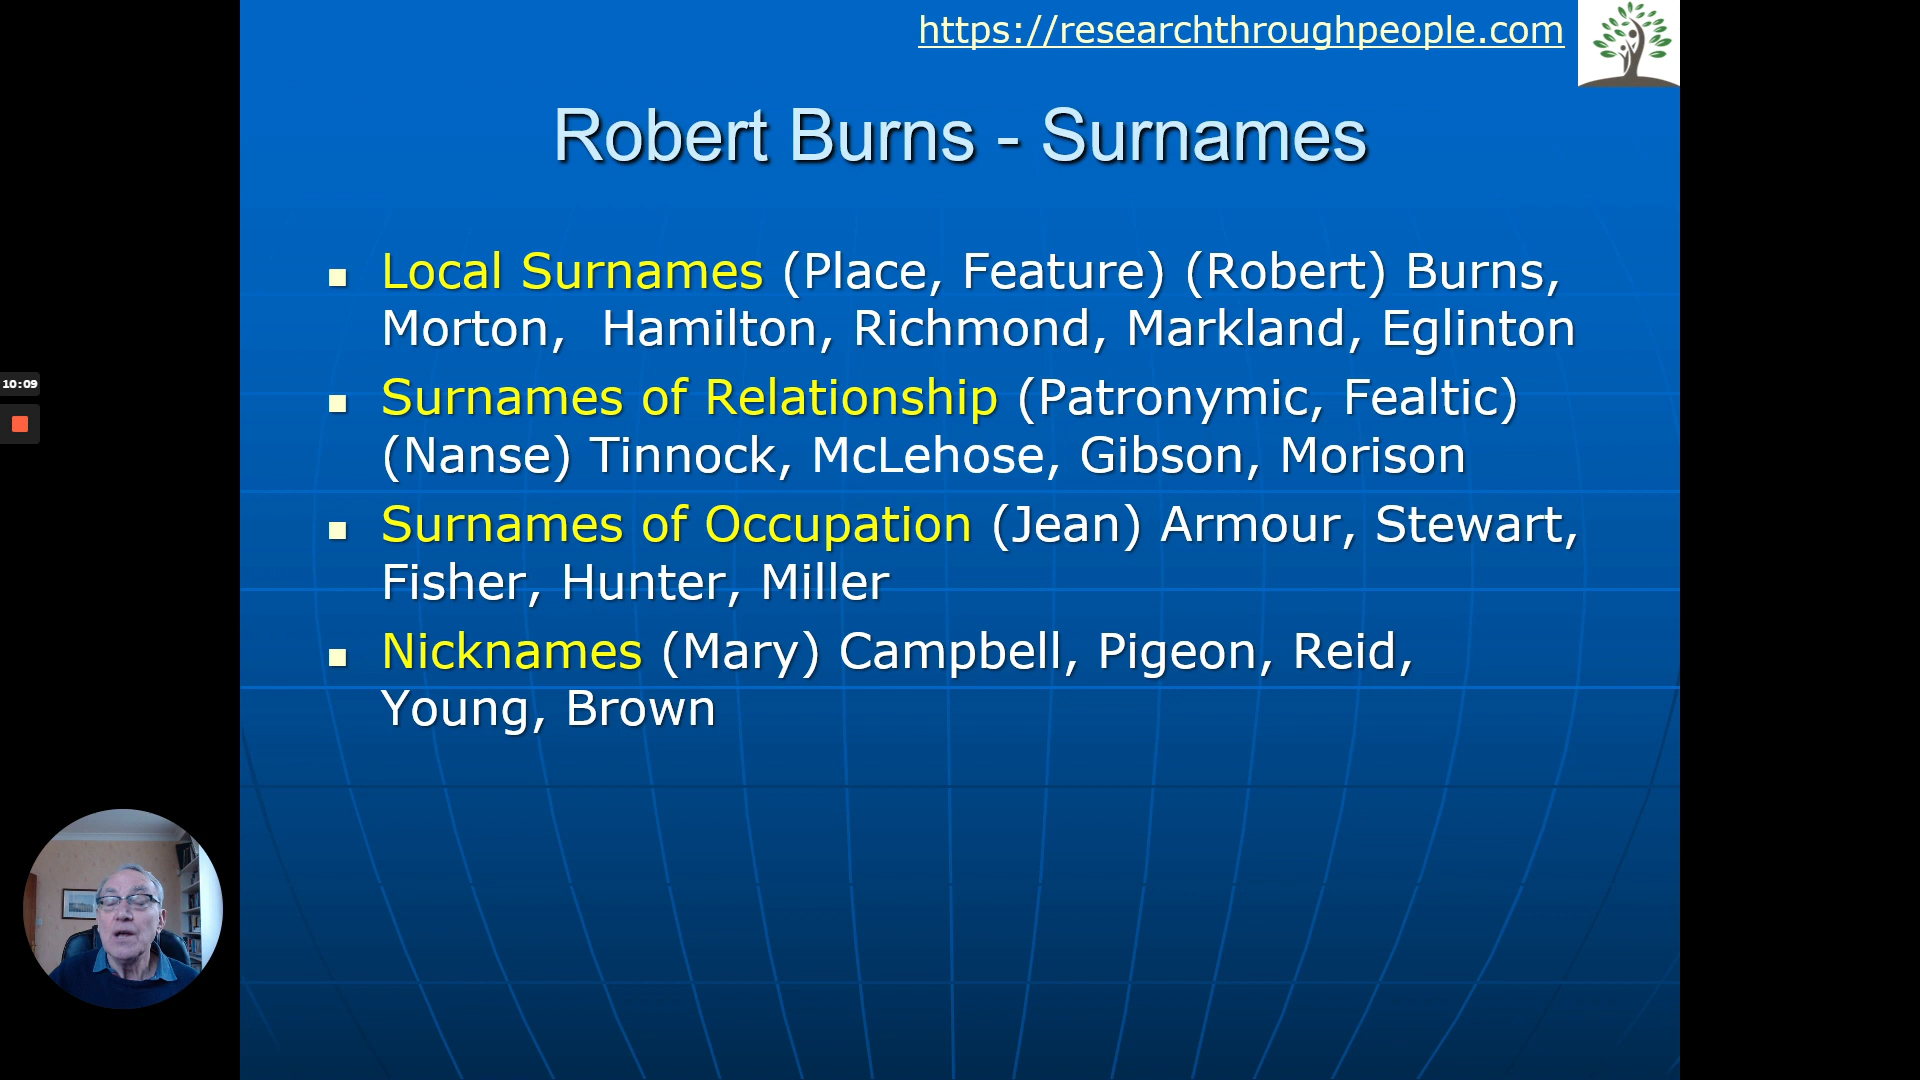 https://researchthroughpeople.com
Robert Burns - Surnames
Local Surnames (Place, Feature) (Robert) Burns,
Morton, Hamilton, Richmond, Markland, Eglinton
Surnames of Relationship (Patronymic, Fealtic)
(Nanse) Tinnock, McLehose, Gibson, Morison
Surnames of Occupation (Jean) Armour, Stewart,
Fisher, Hunter, Miller
Nicknames (Mary) Campbell, Pigeon, Reid,
Young, Brown
10:09